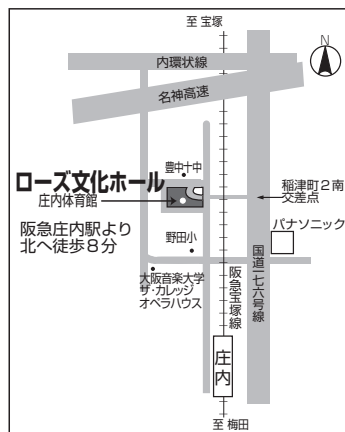 至 宝塚
内環状線
N
名神高速
豊中十中
ローズ文化ホール
庄内体育館
稲津町2南
交差点
阪急庄内駅より
北へ徒歩8分
パナソニック
野田小
国道一七六号線
大阪音楽大学
ザ・カレッジ
オペラハウス
阪急宝塚線
庄内
至 梅田